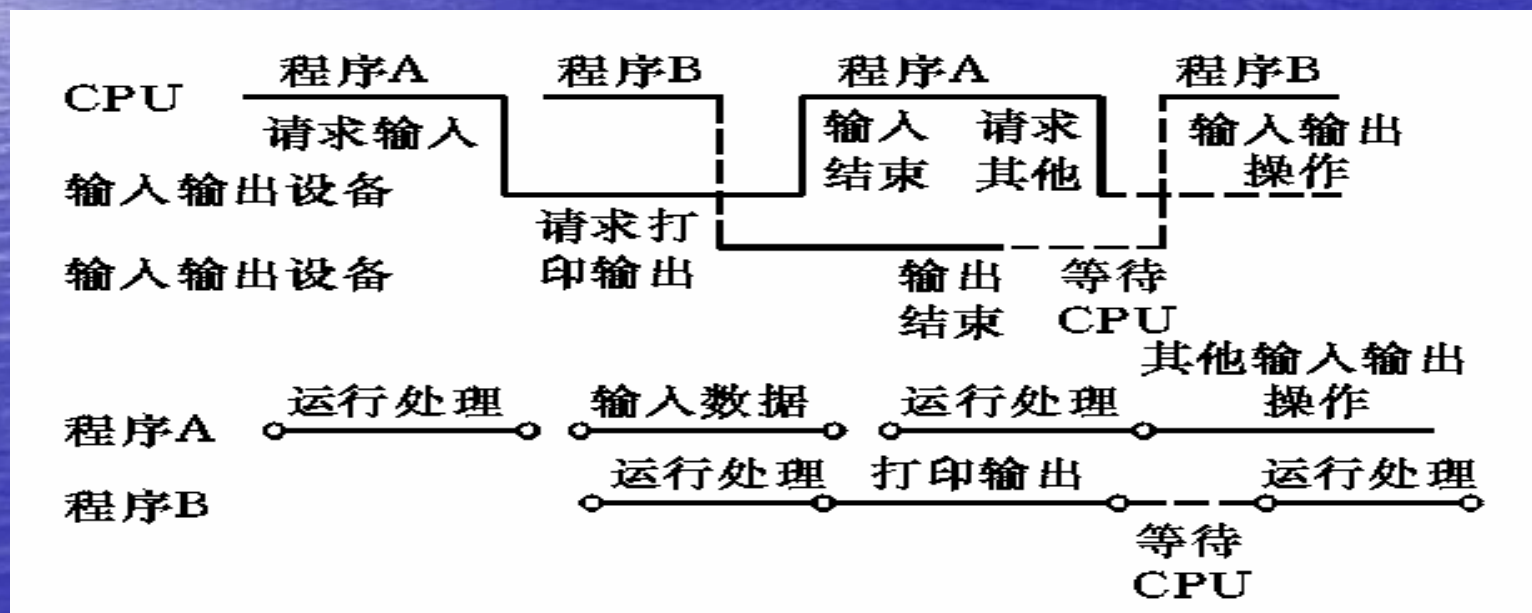 程序A 程序B 程序A 程序B
CPU
请求输入 输入 请求 输入输出
结束 其他 操作
输入输出设备
请求打
印输出
输入输出设备
输出 等待
结束 CPU
其他输入输出
运行处理 输入数据 运行处理 操作
程序A
运行处理 打印输出 运行处理
程序B
等待
CPU